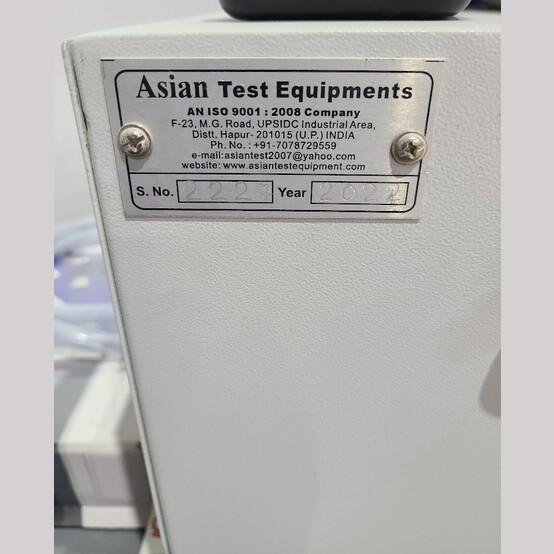 Asian Test Equipments
AN ISO 9001 : 2008 Company
F-23, M.G. Road, UPSIDC Industrial Area,
Distt. Hapur- 201015 (U.P.) INDIA
Ph. No. : +91-7078729559
e-mail:asiantest2007@yahoo.com
website: www.asiantestequipment.com
S. No. 2223 Year 2022